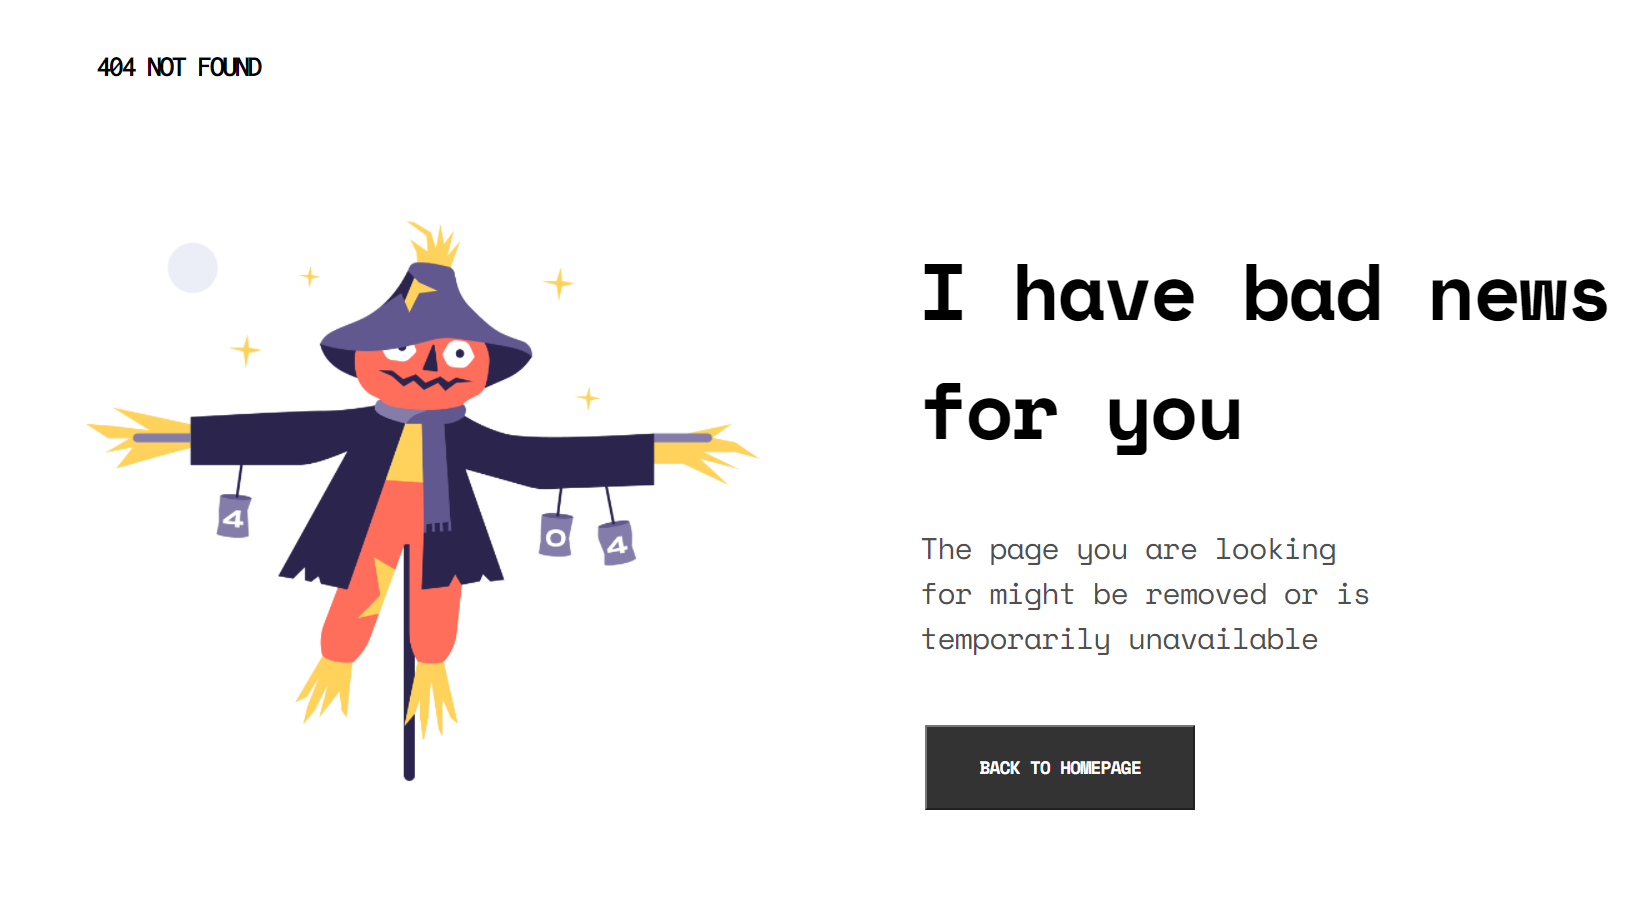 404 NOT FOUND
4
0
4
I have bad news
for you
The page you are looking
for might be removed or is
temporarily unavailable
BACK TO HOMEPAGE